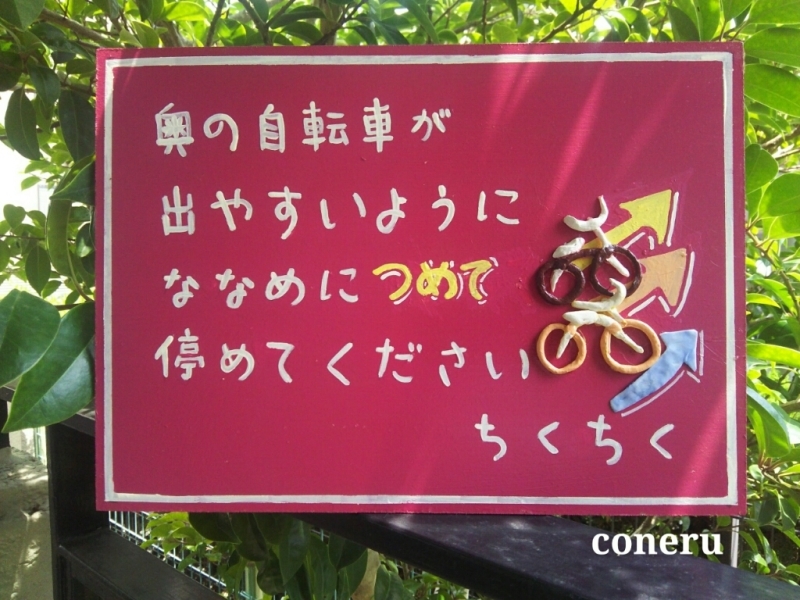 奥の自転車が
出やすいように
ななめにつめて
停めてください
ちくちく
coneru